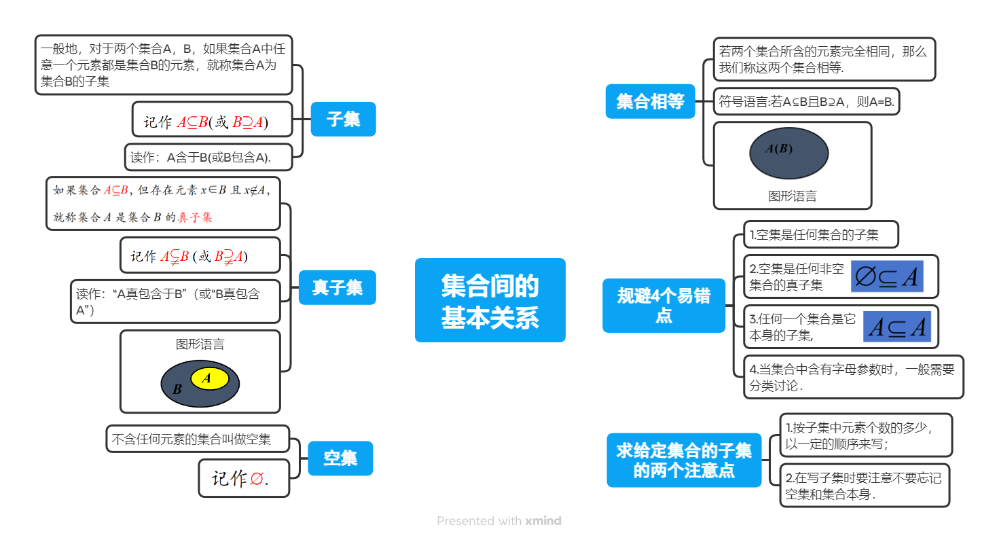 集合间的
基本关系
子集
一般地，对于两个集合A，B，如果集合A中任
意一个元素都是集合B的元素，就称集合A为
集合B的子集
记作 A⊆B(或 B⊇A)
读作：A含于B(或B包含A).
真子集
如果集合 A⊆B, 但存在元素 x∈B 且 x∉A,
就称集合 A 是集合 B 的真子集
记作 A⫋B (或 B⫌A)
读作：“A真包含于B”（或“B真包含
A”）
图形语言
A
B
空集
不含任何元素的集合叫做空集
记作∅.
集合相等
若两个集合所含的元素完全相同，那么
我们称这两个集合相等.
符号语言:若A⊆B且B⊇A，则A=B.
A(B)
图形语言
规避4个易错
点
1.空集是任何集合的子集
2.空集是任何非空
集合的真子集
∅⊆A
3.任何一个集合是它
本身的子集,
A⊆A
4.当集合中含有字母参数时，一般需要
分类讨论.
求给定集合的子集
的两个注意点
1.按子集中元素个数的多少，
以一定的顺序来写；
2.在写子集时要注意不要忘记
空集和集合本身.
Presented with xmind